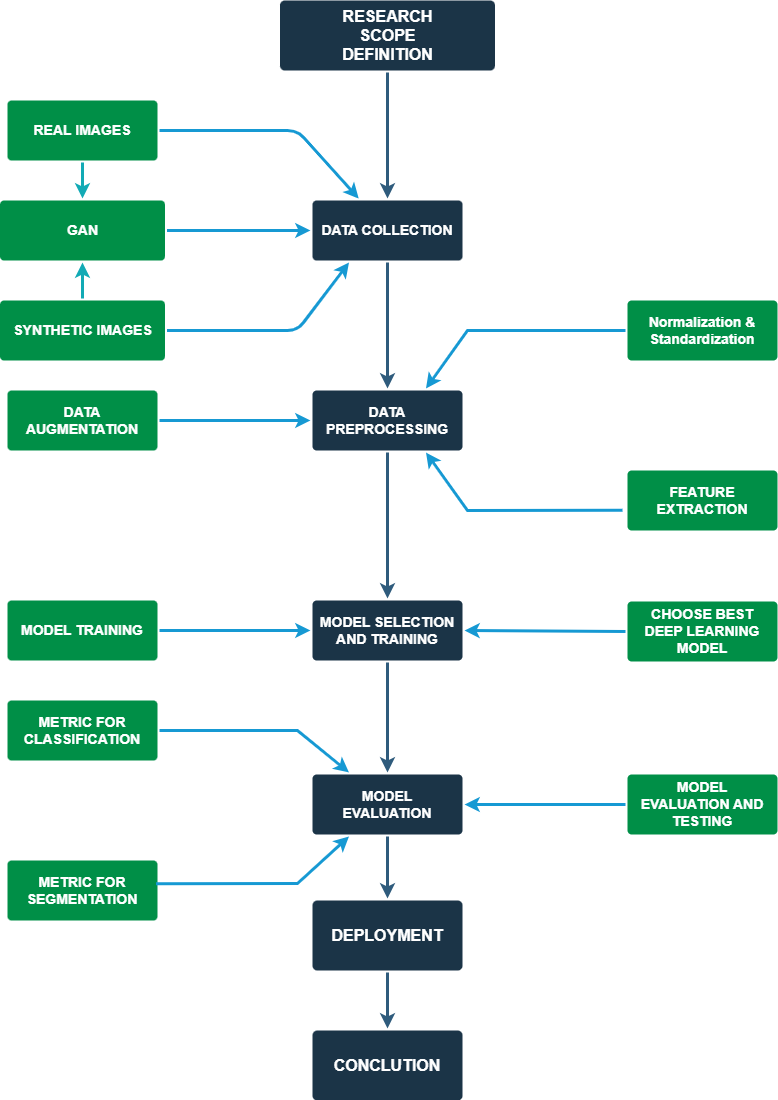 RESEARCH
SCOPE
DEFINITION
REAL IMAGES
GAN
DATA COLLECTION
SYNTHETIC IMAGES
Normalization &
Standardization
DATA
AUGMENTATION
DATA
PREPROCESSING
FEATURE
EXTRACTION
MODEL TRAINING
MODEL SELECTION
AND TRAINING
CHOOSE BEST
DEEP LEARNING
MODEL
METRIC FOR
CLASSIFICATION
MODEL
EVALUATION
MODEL
EVALUATION AND
TESTING
METRIC FOR
SEGMENTATION
DEPLOYMENT
CONCLUTION